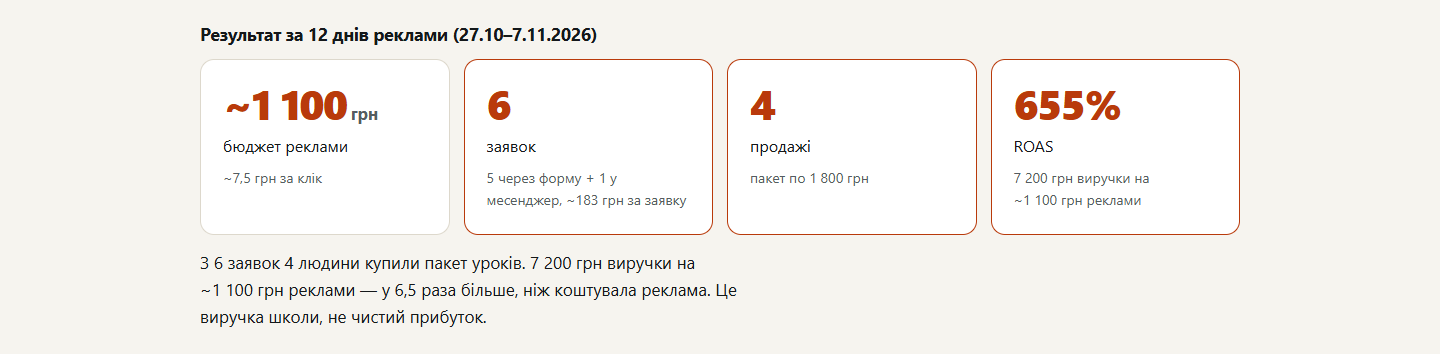 Результат за 12 днів реклами (27.10–7.11.2026)
~1 100 грн
бюджет реклами
~7,5 грн за клік
6
заявок
5 через форму + 1 у
месенджер, ~183 грн за заявку
4
продажі
пакет по 1 800 грн
655%
ROAS
7 200 грн виручки на
~1 100 грн реклами
З 6 заявок 4 людини купили пакет уроків. 7 200 грн виручки на
~1 100 грн реклами — у 6,5 раза більше, ніж коштувала реклама. Це
виручка школи, не чистий прибуток.